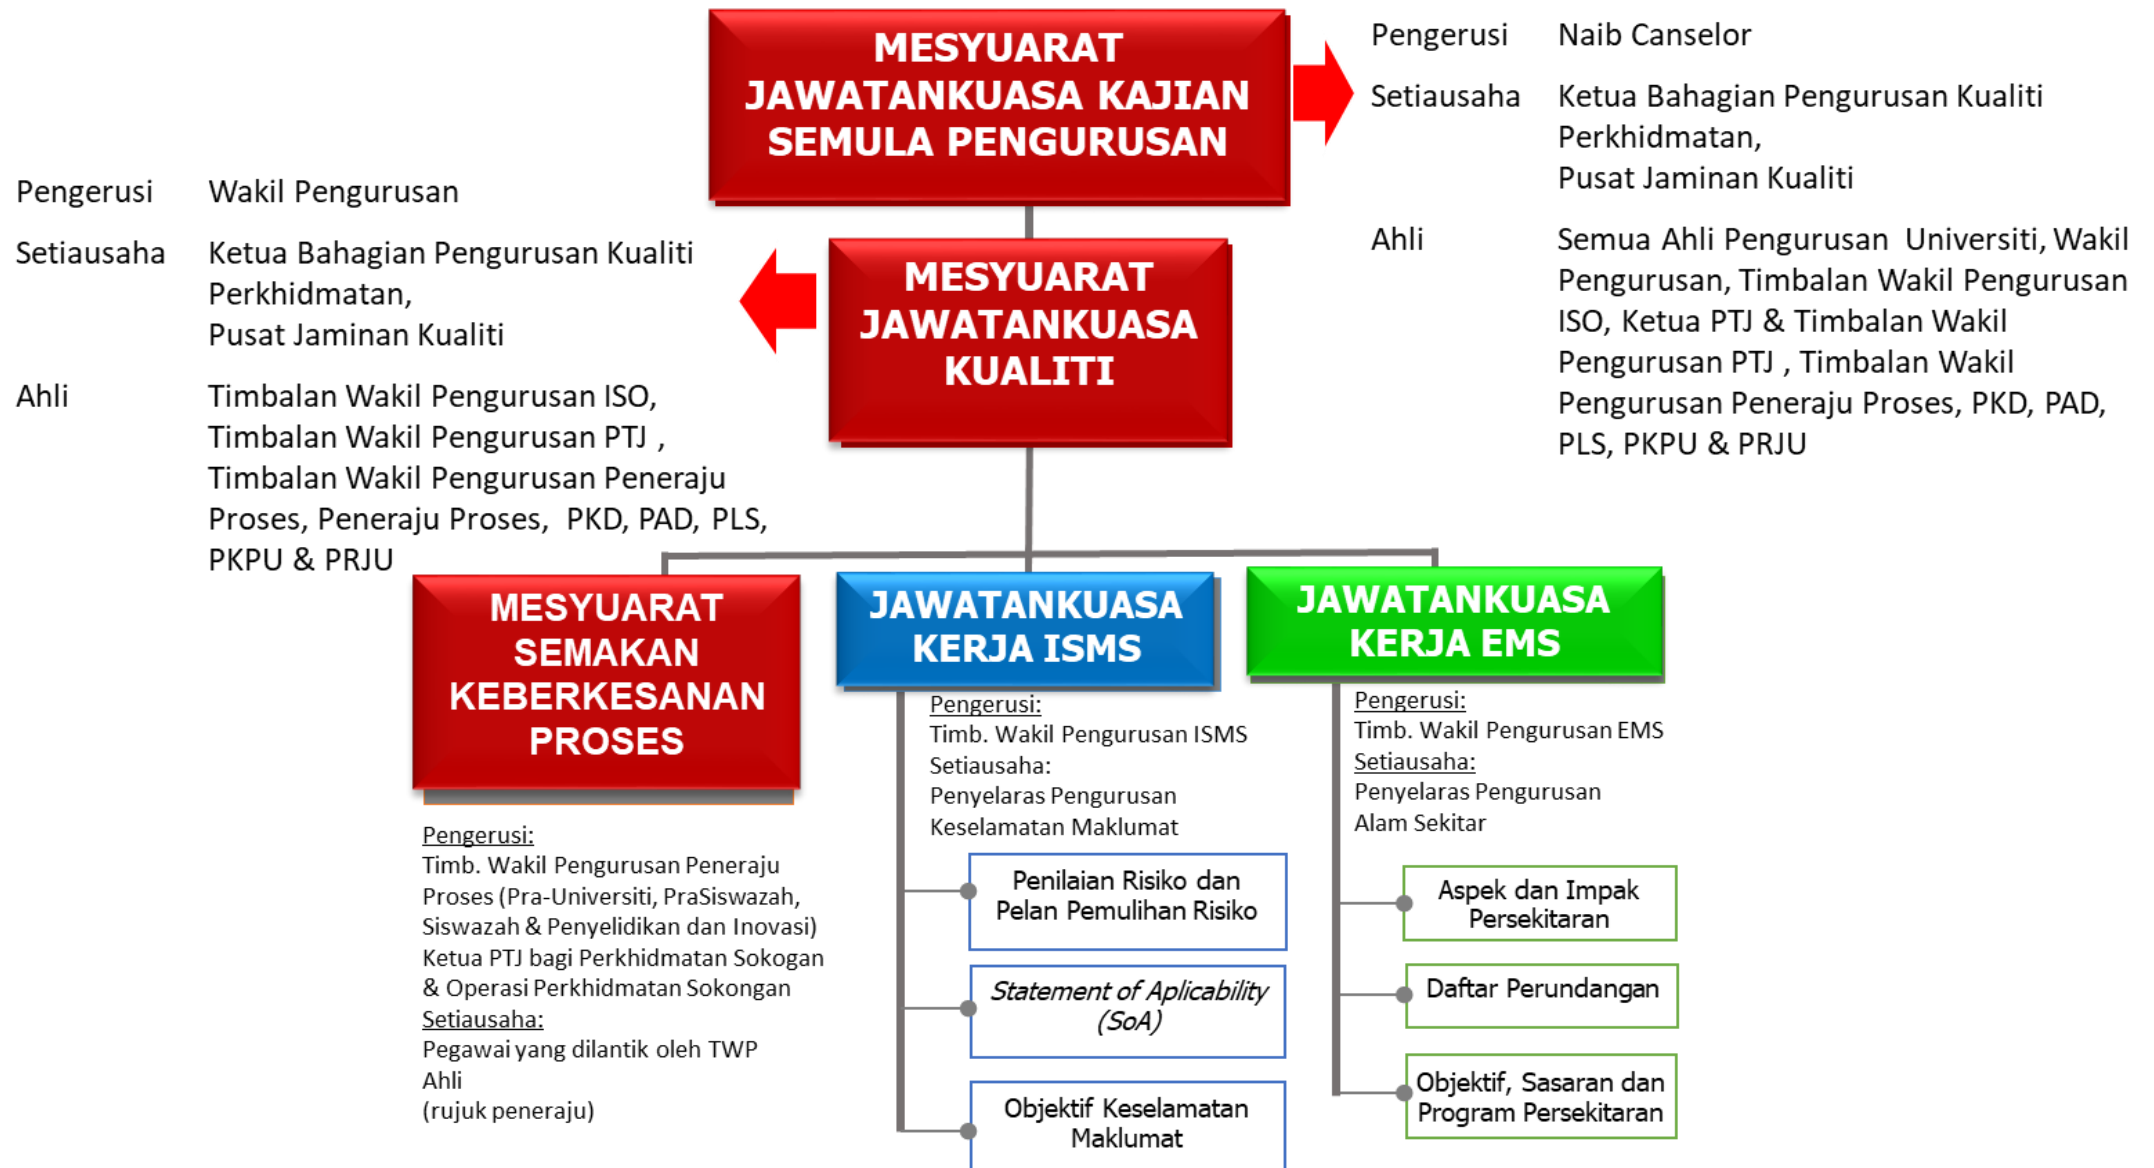 MESYUARAT
JAWATANKUASA KAJIAN
SEMULA PENGURUSAN
Pengerusi Naib Canselor
Setiausaha Ketua Bahagian Pengurusan Kualiti
Perkhidmatan,
Pusat Jaminan Kualiti
Ahli Semua Ahli Pengurusan Universiti, Wakil
Pengurusan, Timbalan Wakil Pengurusan
ISO, Ketua PTJ & Timbalan Wakil
Pengurusan PTJ , Timbalan Wakil
Pengurusan Peneraju Proses, PKD, PAD,
PLS, PKPU & PRJU
MESYUARAT
JAWATANKUASA
KUALITI
Pengerusi Wakil Pengurusan
Setiausaha Ketua Bahagian Pengurusan Kualiti
Perkhidmatan,
Pusat Jaminan Kualiti
Ahli Timbalan Wakil Pengurusan ISO,
Timbalan Wakil Pengurusan PTJ ,
Timbalan Wakil Pengurusan Peneraju
Proses, Peneraju Proses, PKD, PAD, PLS,
PKPU & PRJU
MESYUARAT
SEMAKAN
KEBERKESANAN
PROSES
Pengerusi:
Timb. Wakil Pengurusan Peneraju
Proses (Pra-Universiti, PraSiswazah,
Siswazah & Penyelidikan dan Inovasi)
Ketua PTJ bagi Perkhidmatan Sokogan
& Operasi Perkhidmatan Sokongan
Setiausaha:
Pegawai yang dilantik oleh TWP
Ahli
(rujuk peneraju)
JAWATANKUASA
KERJA ISMS
Pengerusi:
Timb. Wakil Pengurusan ISMS
Setiausaha:
Penyelaras Pengurusan
Keselamatan Maklumat
Penilaian Risiko dan
Pelan Pemulihan Risiko
Statement of Aplicability
(SoA)
Objektif Keselamatan
Maklumat
JAWATANKUASA
KERJA EMS
Pengerusi:
Timb. Wakil Pengurusan EMS
Setiausaha:
Penyelaras Pengurusan
Alam Sekitar
Aspek dan Impak
Persekitaran
Daftar Perundangan
Objektif, Sasaran dan
Program Persekitaran